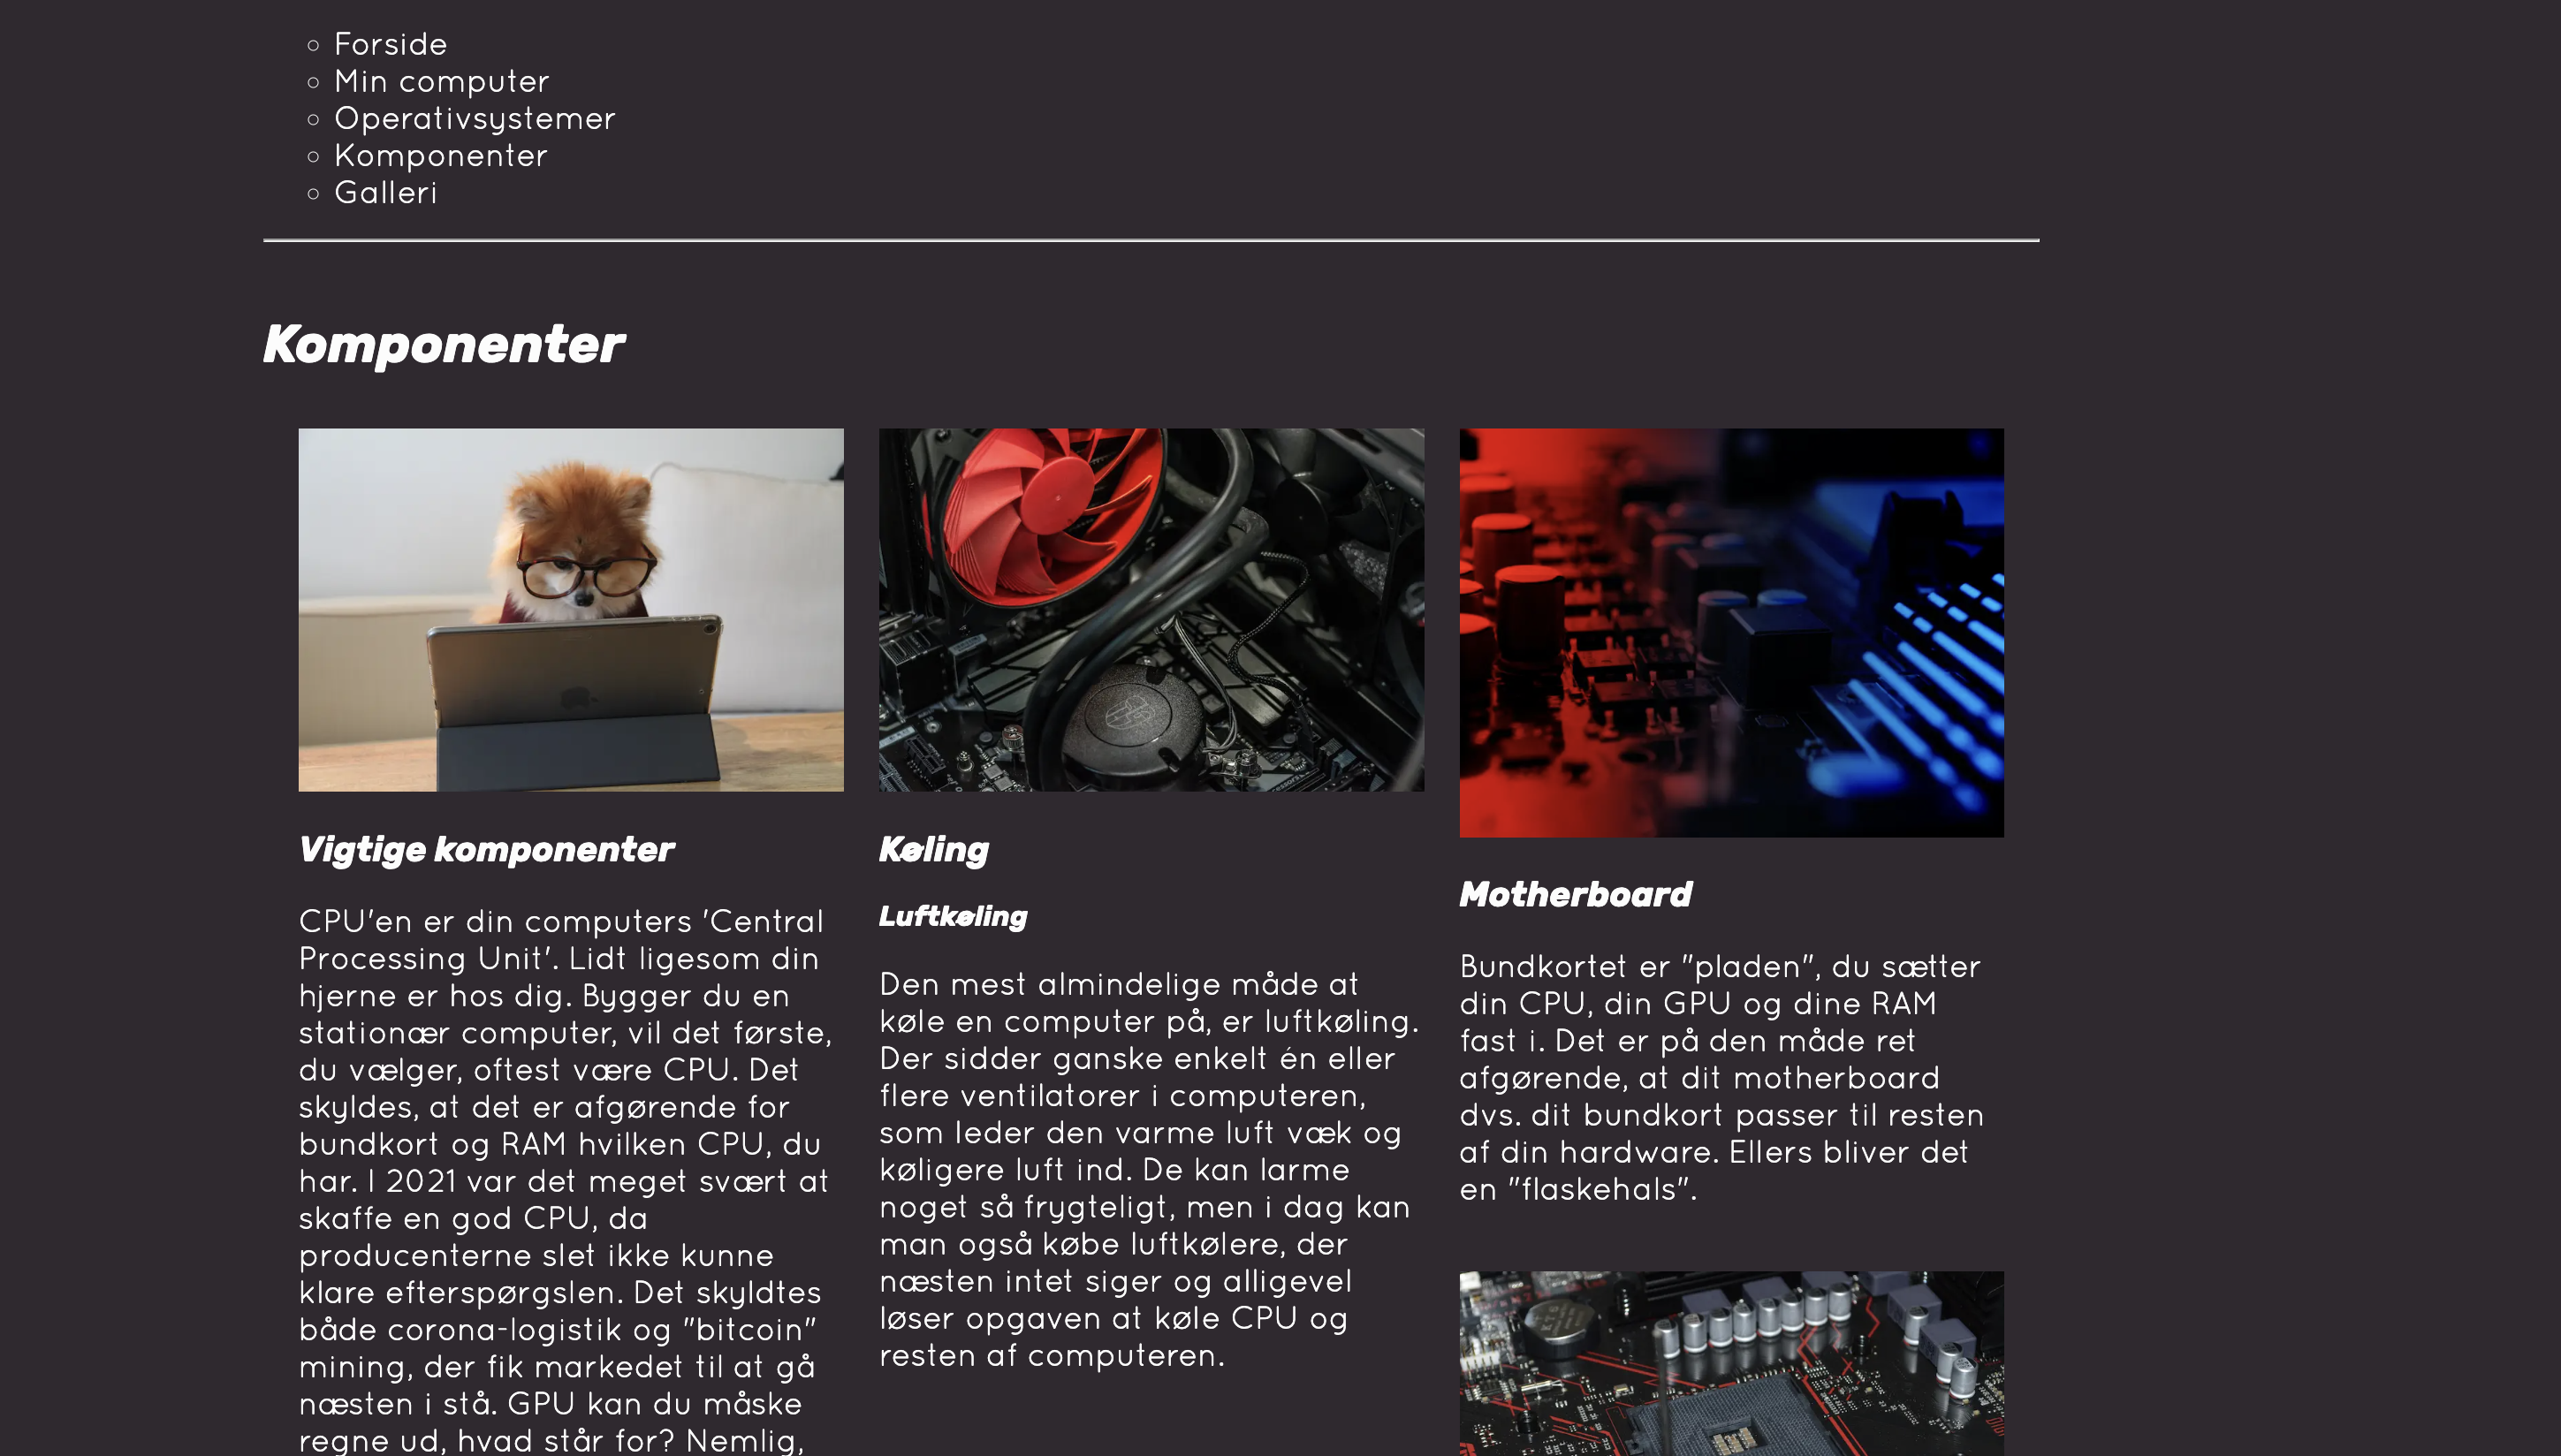 Forside
Min computer
Operativsystemer
Komponenter
Galleri
Komponenter
Vigtige komponenter
CPU'en er din computers 'Central
Processing Unit'. Lidt ligesom din
hjerne er hos dig. Bygger du en
stationær computer, vil det første,
du vælger, oftest være CPU. Det
skyldes, at det er afgørende for
bundkort og RAM hvilken CPU, du
har. I 2021 var det meget svært at
skaffe en god CPU, da
producenterne slet ikke kunne
klare efterspørgslen. Det skyldtes
både corona-logistik og "bitcoin"
mining, der fik markedet til at gå
næsten i stå. GPU kan du måske
regne ud, hvad står for? Nemlig,
Køling
Luftkøling
Den mest almindelige måde at
køle en computer på, er luftkøling.
Der sidder ganske enkelt én eller
flere ventilatorer i computeren,
som leder den varme luft væk og
køligere luft ind. De kan larme
noget så frygteligt, men i dag kan
man også købe luftkølere, der
næsten intet siger og alligevel
løser opgaven at køle CPU og
resten af computeren.
Motherboard
Bundkortet er "pladen", du sætter
din CPU, din GPU og dine RAM
fast i. Det er på den måde ret
afgørende, at dit motherboard
dvs. dit bundkort passer til resten
af din hardware. Ellers bliver det
en "flaskehals".